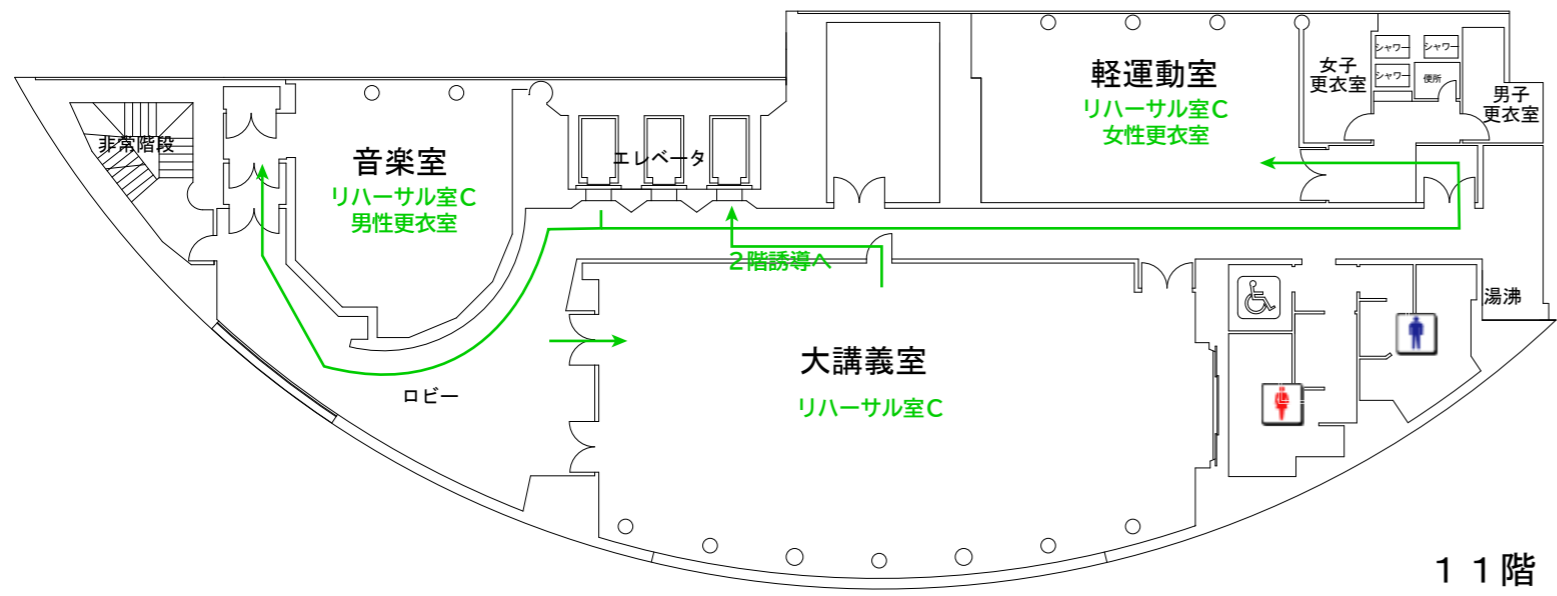 非常階段
音楽室
リハーサル室C
男性更衣室
エレベータ
2階誘導へ
軽運動室
リハーサル室C
女性更衣室
女子
更衣室
シャワー
シャワー
シャワー
便所
男子
更衣室
湯沸
大講義室
リハーサル室C
ロビー
11階